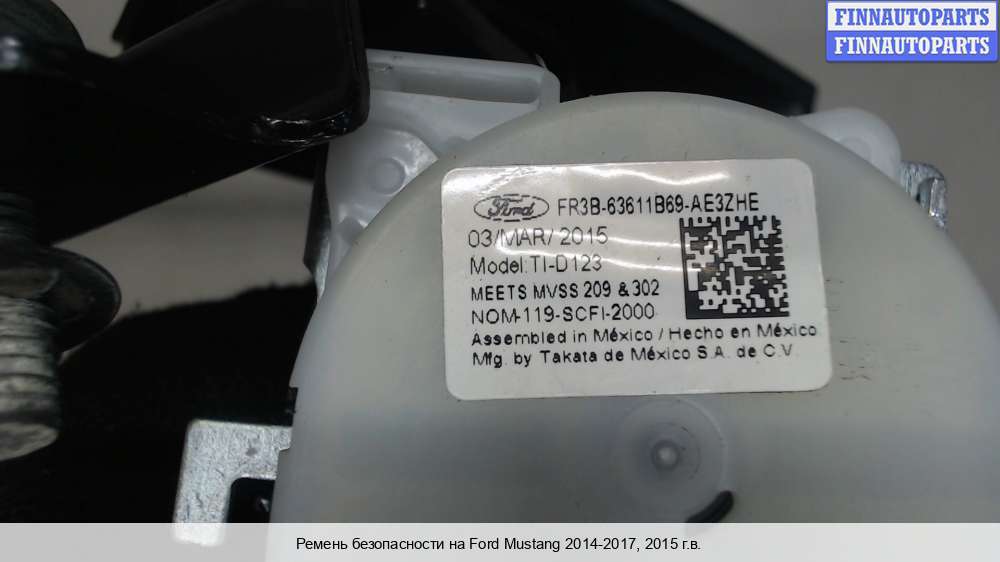 FINNAUTOPARTS
FINNAUTOPARTS
Ford FR3B-63611B69-AE3ZHE
03/MAR/2015
Model:TI-D123
MEETS MVSS 209 & 302
NOM-119-SCFI-2000
Assembled in México / Hecho en México
Mfg. by Takata de México S.A. de C.V.
Ремень безопасности на Ford Mustang 2014-2017, 2015 г.в.